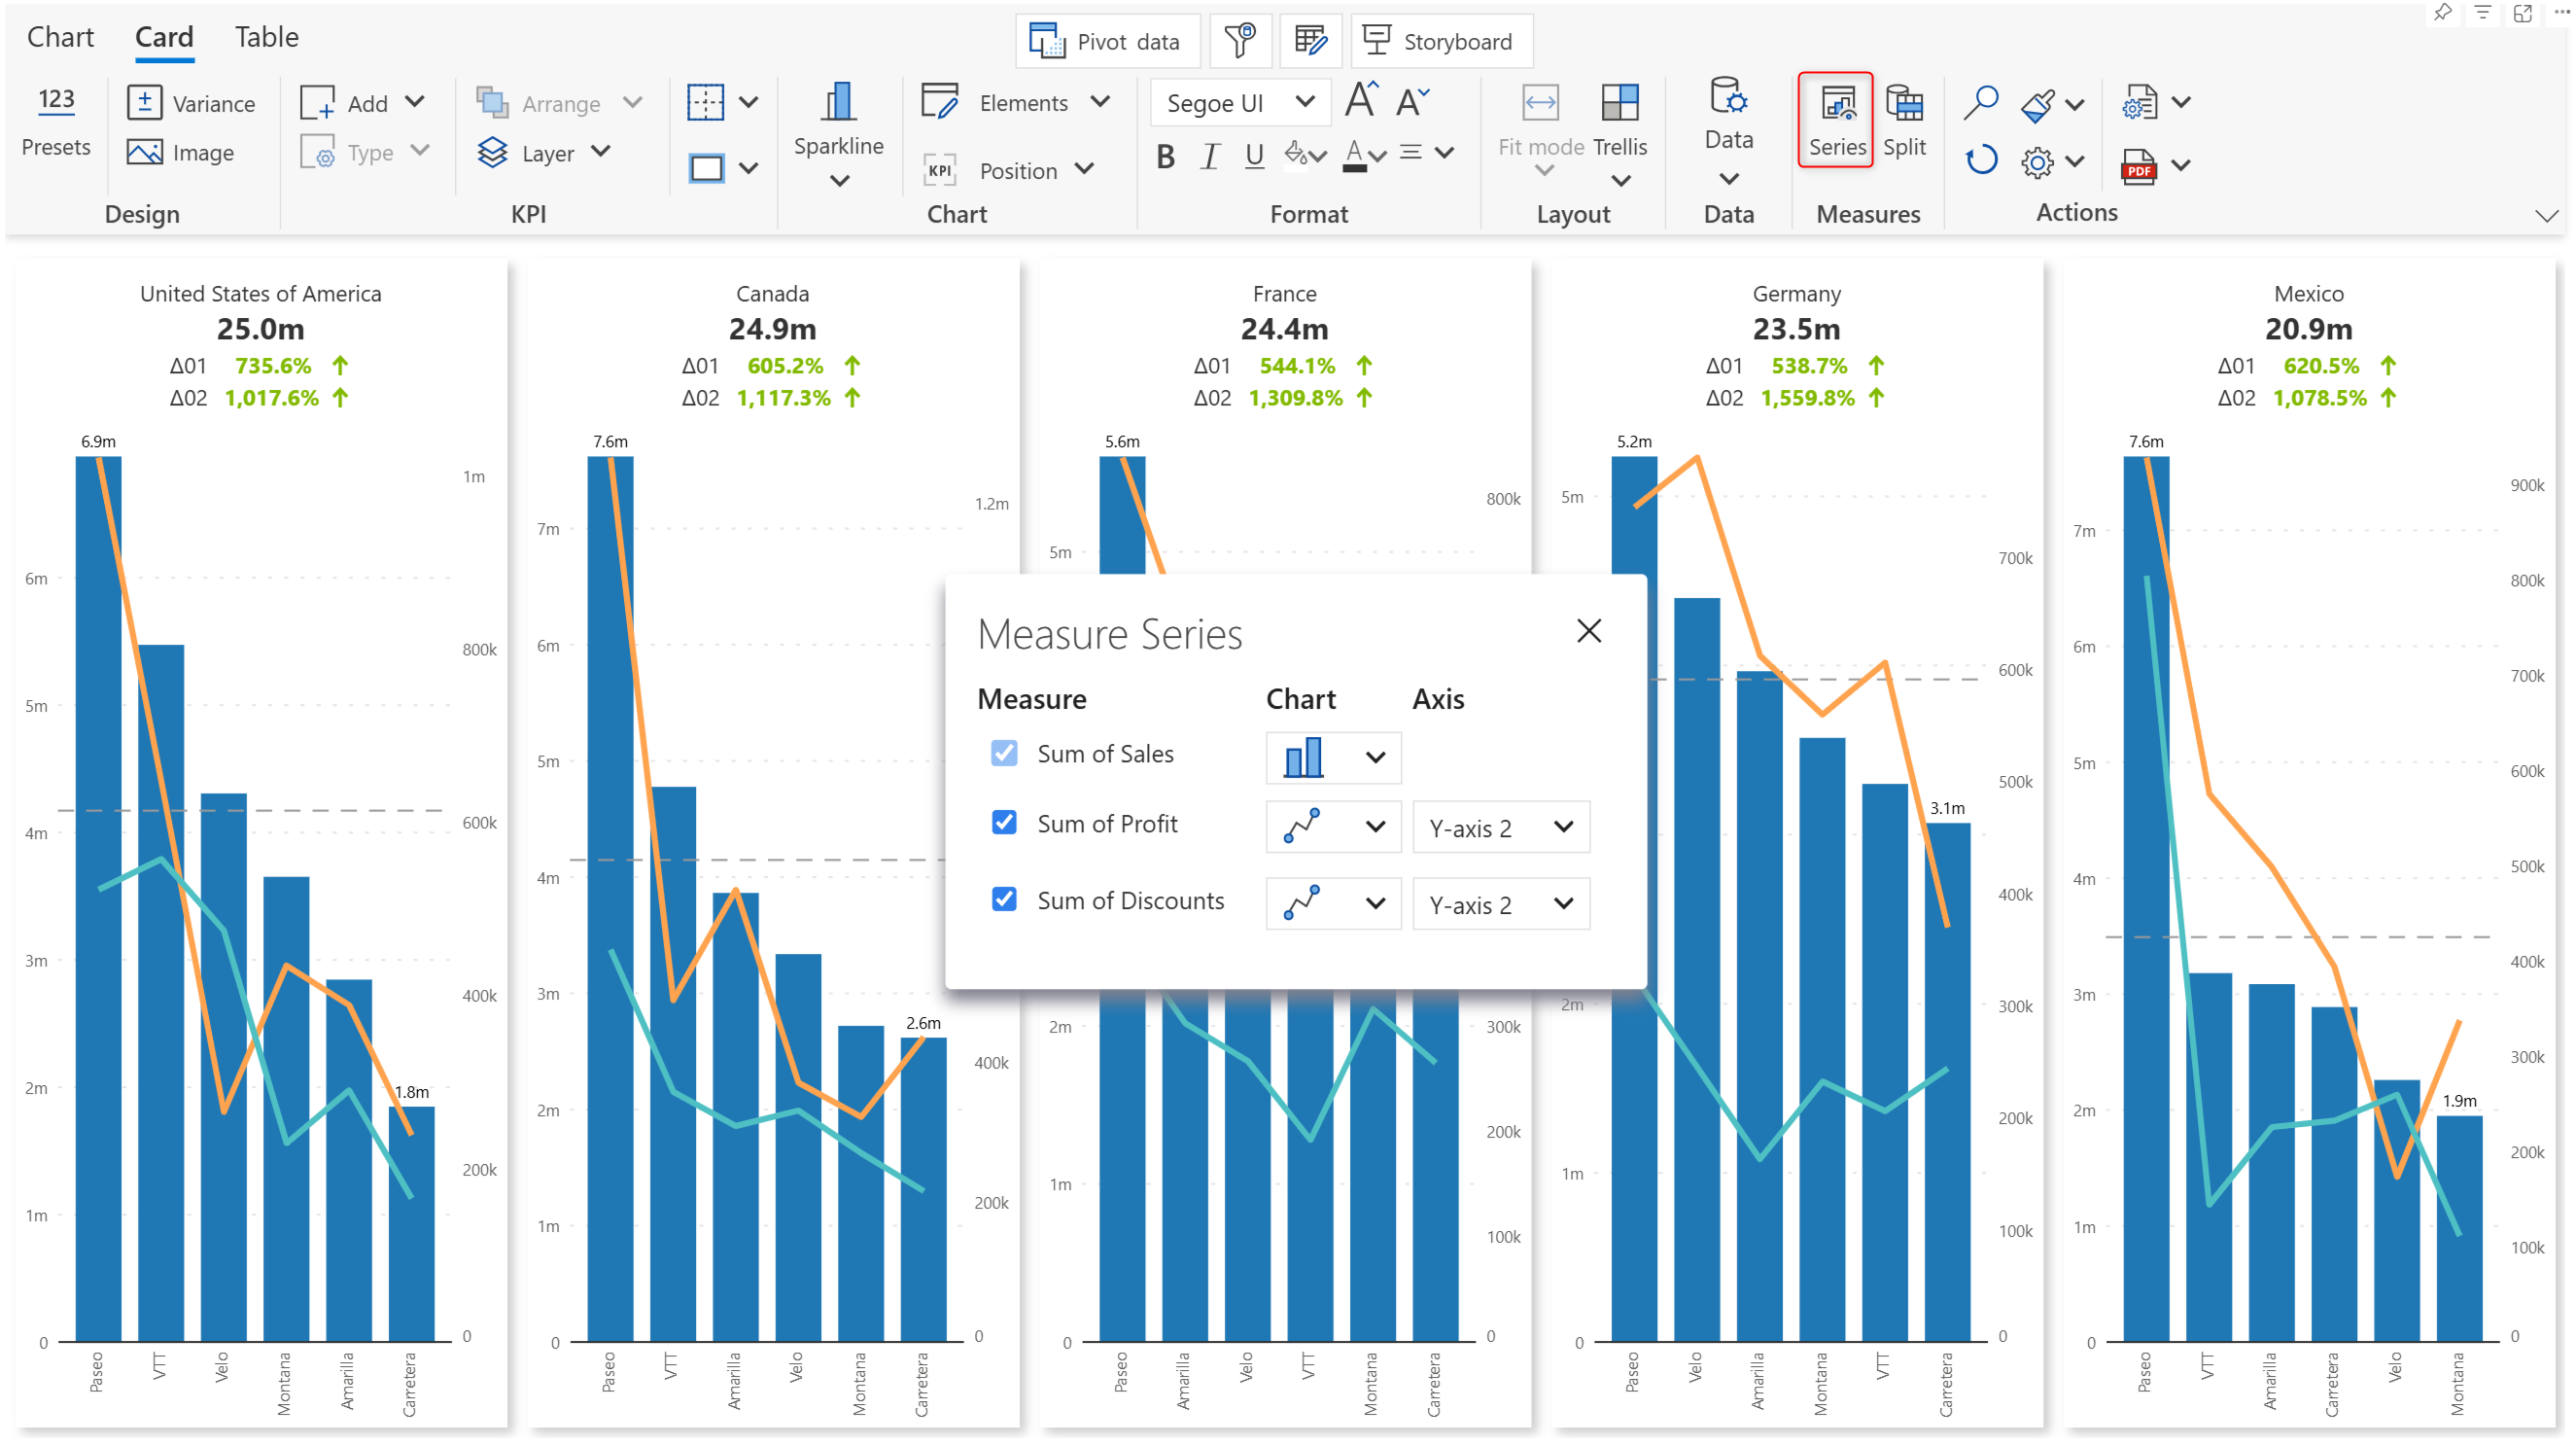 Chart Card Table
Pivot data
Storyboard
123
Presets
Variance
Image
Design
Add
Type
Arrange
Layer
KPI
Sparkline
Elements
KPI
Position
Chart
Segoe UI
A A
B I U A
Format
Fit mode
Trellis
Layout
Data
Data
Series
Split
Measures
PDF
Actions
United States of America
25.0m
Δ01 735.6%
Δ02 1,017.6%
6.9m
1.8m
6m
5m
4m
3m
2m
1m
0
1m
800k
600k
400k
200k
0
Paseo
VTT
Velo
Montana
Amarilla
Carretera
Canada
24.9m
Δ01 605.2%
Δ02 1,117.3%
7.6m
2.6m
7m
6m
5m
4m
3m
2m
1m
0
1.2m
400k
200k
0
Paseo
VTT
Amarilla
Velo
Montana
Carretera
France
24.4m
Δ01 544.1%
Δ02 1,309.8%
5.6m
5m
2m
1m
0
800k
300k
200k
100k
0
Paseo
Amarilla
Velo
VTT
Montana
Carretera
Measure Series
Measure Chart Axis
Sum of Sales
Sum of Profit Y-axis 2
Sum of Discounts Y-axis 2
Germany
23.5m
Δ01 538.7%
Δ02 1,559.8%
5.2m
3.1m
5m
2m
1m
0
700k
600k
500k
400k
300k
200k
100k
0
Paseo
Velo
Amarilla
Montana
VTT
Carretera
Mexico
20.9m
Δ01 620.5%
Δ02 1,078.5%
7.6m
1.9m
7m
6m
5m
4m
3m
2m
1m
0
900k
800k
700k
600k
500k
400k
300k
200k
100k
0
Paseo
VTT
Amarilla
Carretera
Velo
Montana